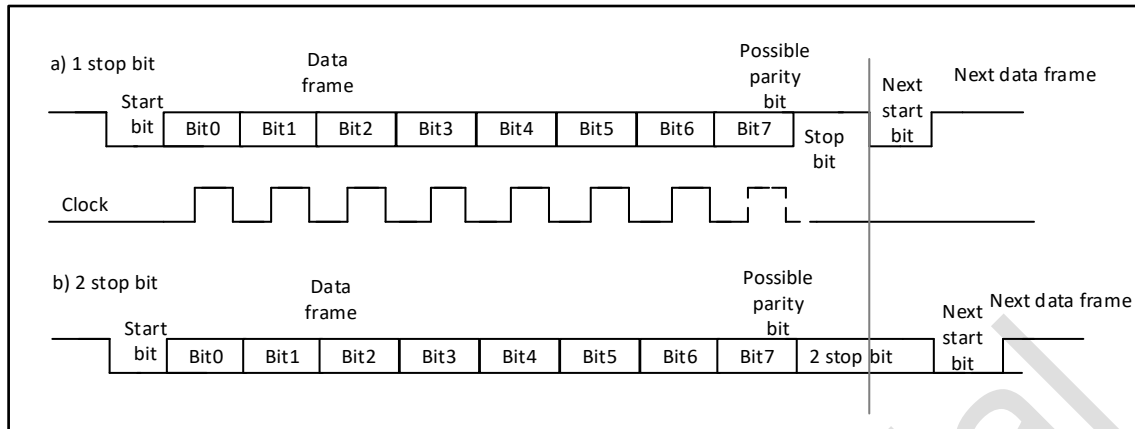 a) 1 stop bit
Data
frame
Possible
parity
bit
Next data frame
Start
bit
Bit0 Bit1 Bit2 Bit3 Bit4 Bit5 Bit6 Bit7
Stop
bit
Next
start
bit
Clock
b) 2 stop bit
Data
frame
Possible
parity
bit
Next data frame
Start
bit
Bit0 Bit1 Bit2 Bit3 Bit4 Bit5 Bit6 Bit7 2 stop bit
Next
start
bit